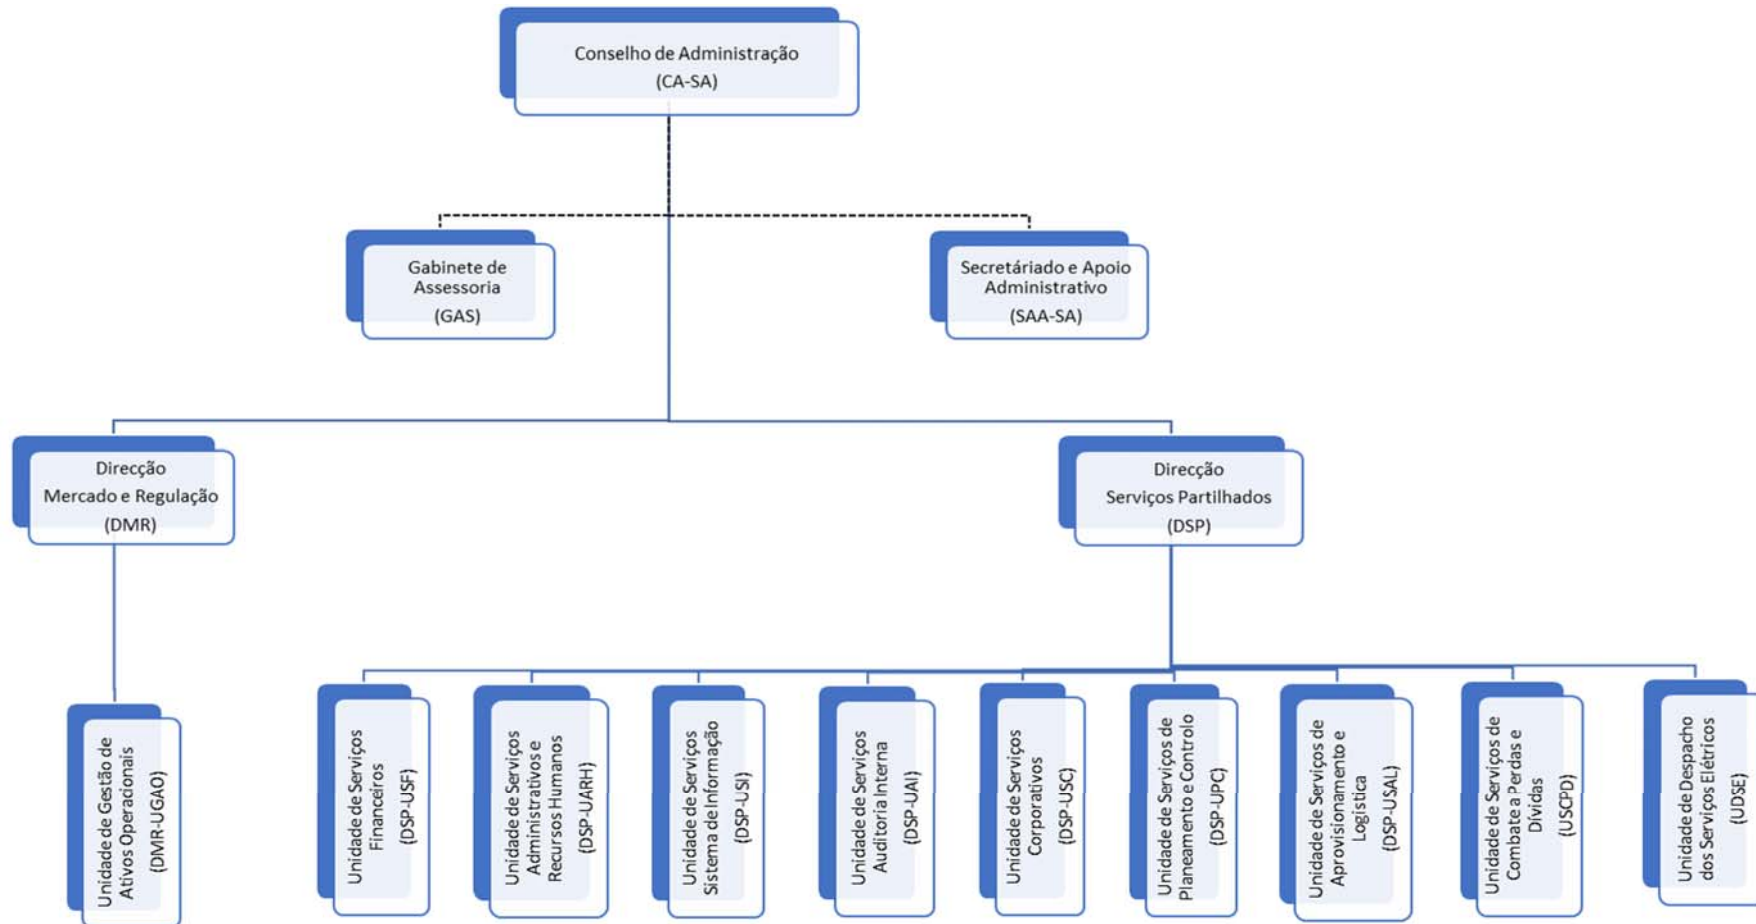 Conselho de Administração
(CA-SA)
Gabinete de
Assessoria
(GAS)
Secretáriado e Apoio
Administrativo
(SAA-SA)
Direcção
Mercado e Regulação
(DMR)
Direcção
Serviços Partilhados
(DSP)
Unidade de Gestão de
Ativos Operacionais
(DMR-UGAO)
Unidade de Serviços
Financeiros
(DSP-USF)
Unidade de Serviços
Administrativos e
Recursos Humanos
(DSP-UARH)
Unidade de Serviços
Sistema de Informação
(DSP-USI)
Unidade de Serviços
Auditoria Interna
(DSP-UAI)
Unidade de Serviços
Corporativos
(DSP-USC)
Unidade de Serviços de
Planeamento e Controlo
(DSP-UPC)
Unidade de Serviços de
Aprovisionamento e
Logística
(DSP-USAL)
Unidade de Serviços de
Combate a Perdas e
Dívidas
(USCPD)
Unidade de Despacho
dos Serviço Elétricos
(UDSE)